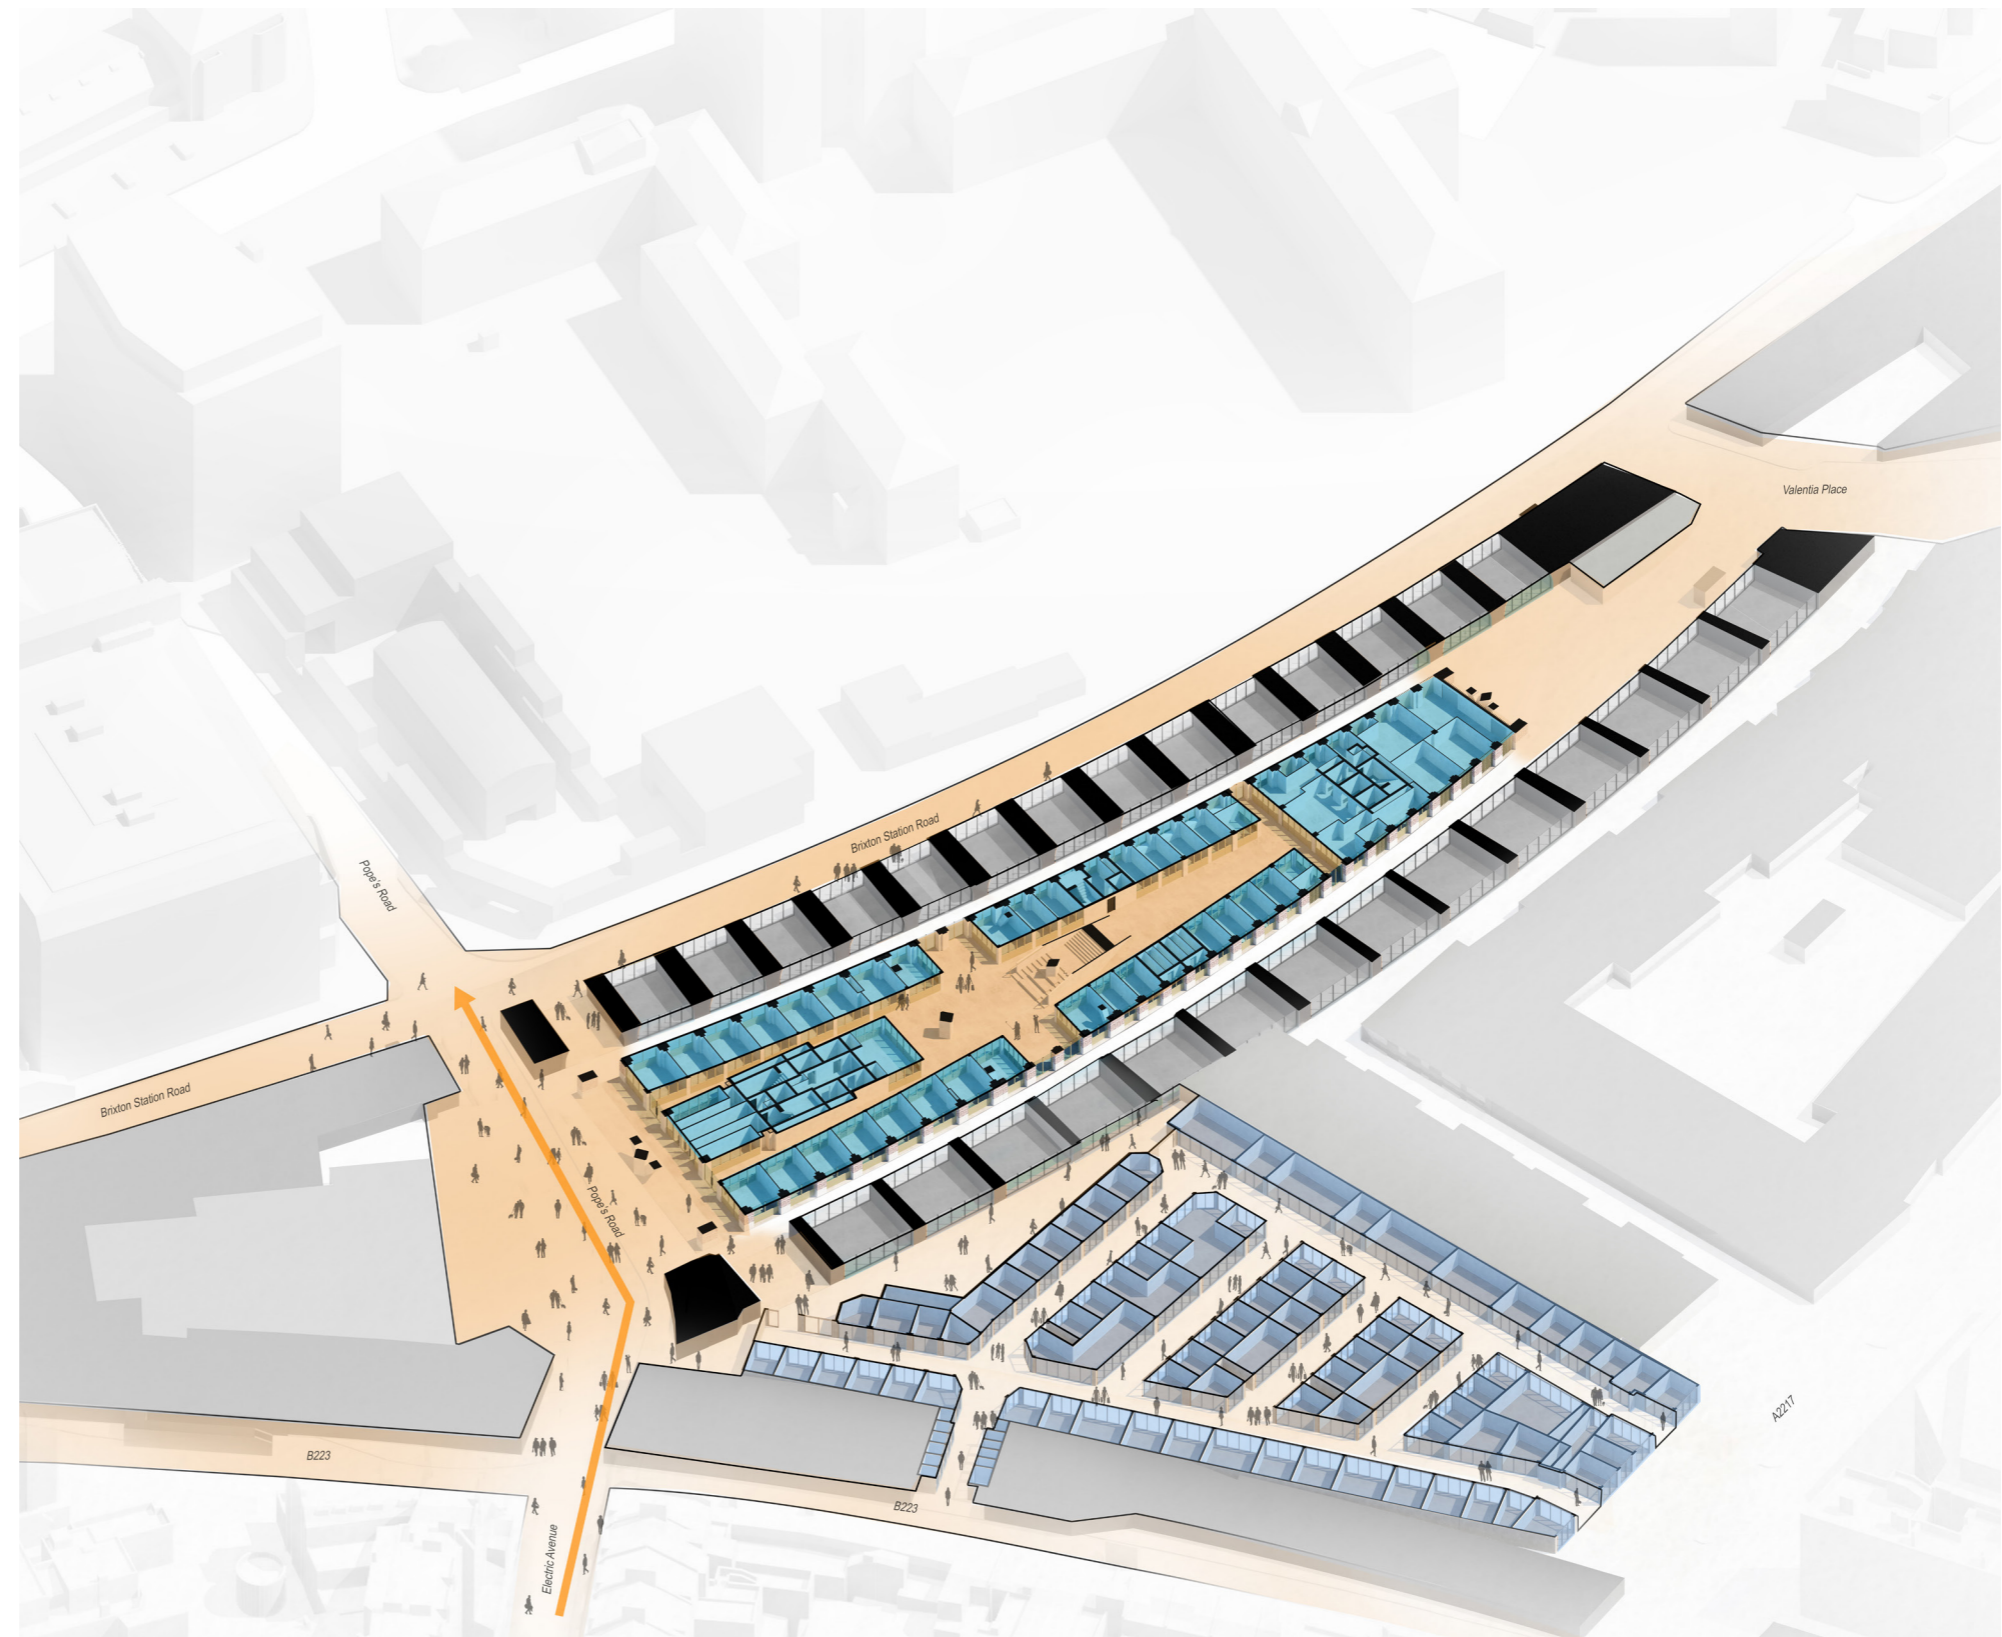 Valentia Place
Brixton Station Road
Pope's Road
Brixton Station Road
Pope's Road
A2217
B223
B223
Electric Avenue